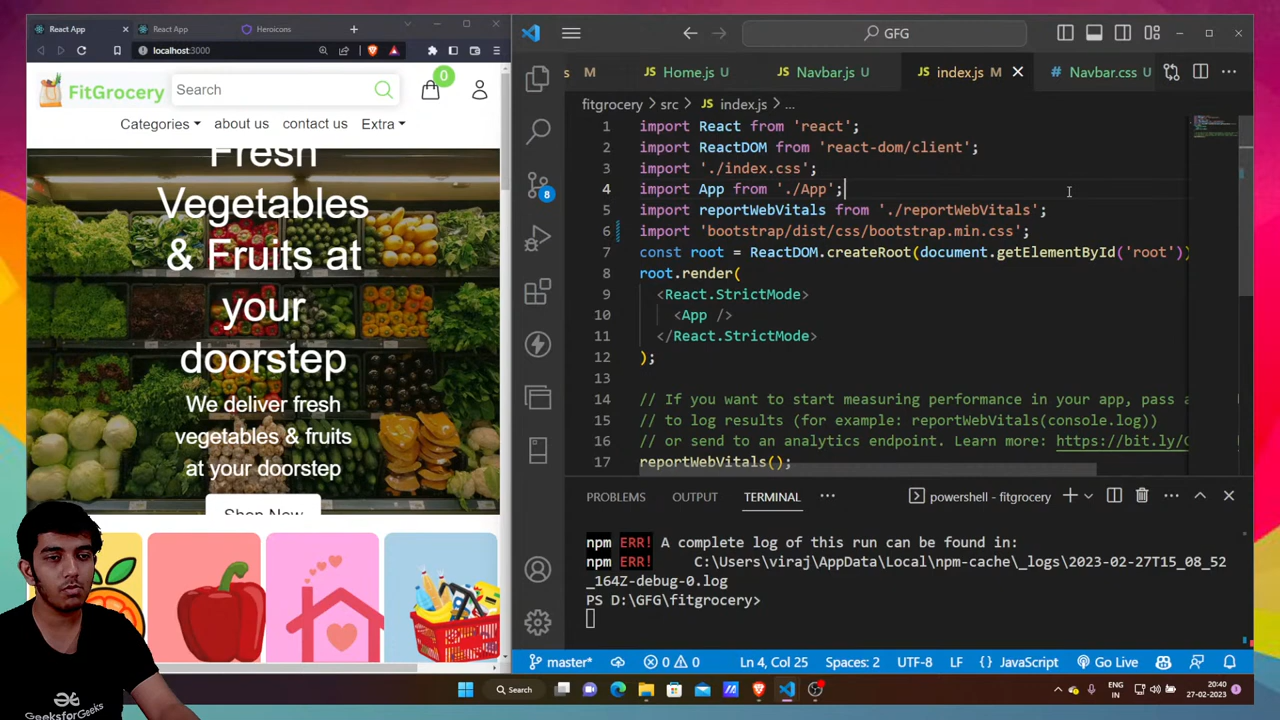 React App
React App
Heroicons
localhost:3000
FitGrocery
Search
0
Categories
about us
contact us
Extra
Fresh
Vegetables
& Fruits at
your
doorstep
We deliver fresh
vegetables & fruits
at your doorstep
Shop Now
GeeksforGeeks
GFG
s M
Home.js U
Navbar.js U
index.js M
Navbar.css U
fitgrocery > src > index.js > ...
1 import React from 'react';
2 import ReactDOM from 'react-dom/client';
3 import './index.css';
4 import App from './App';
5 import reportWebVitals from './reportWebVitals';
6 import 'bootstrap/dist/css/bootstrap.min.css';
7 const root = ReactDOM.createRoot(document.getElementById('root'))
8 root.render(
9 <React.StrictMode>
10 <App />
11 </React.StrictMode>
12 );
13
14 // If you want to start measuring performance in your app, pass a
15 // to log results (for example: reportWebVitals(console.log))
16 // or send to an analytics endpoint. Learn more: https://bit.ly/
17 reportWebVitals();
8
PROBLEMS
OUTPUT
TERMINAL
powershell - fitgrocery
npm ERR! A complete log of this run can be found in:
npm ERR! C:\Users\viraj\AppData\Local\npm-cache\_logs\2023-02-27T15_08_52
_164Z-debug-0.log
PS D:\GFG\fitgrocery>
master*
0
0
Ln 4, Col 25
Spaces: 2
UTF-8
LF
{ } JavaScript
Go Live
Search
ENG
IN
20:40
27-02-2023